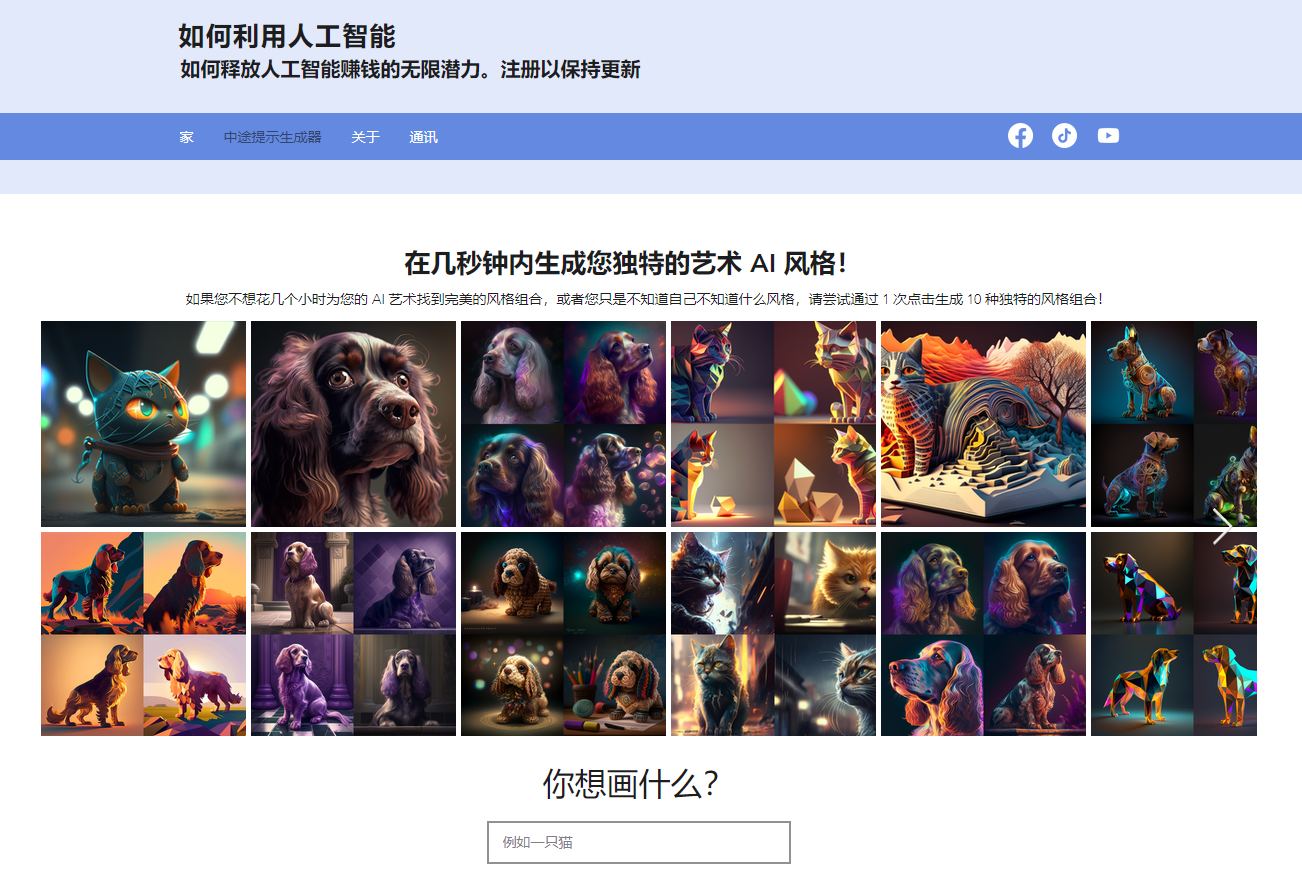 如何利用人工智能
如何释放人工智能赚钱的无限潜力。注册以保持更新
家 中途提示生成器 关于 通讯
在几秒钟内生成您独特的艺术 AI 风格！
如果您不想花几个小时为您的 AI 艺术找到完美的风格组合，或者您只是不知道自己不知道什么风格，请尝试通过 1 次点击生成 10 种独特的风格组合！
你想画什么？
例如一只猫